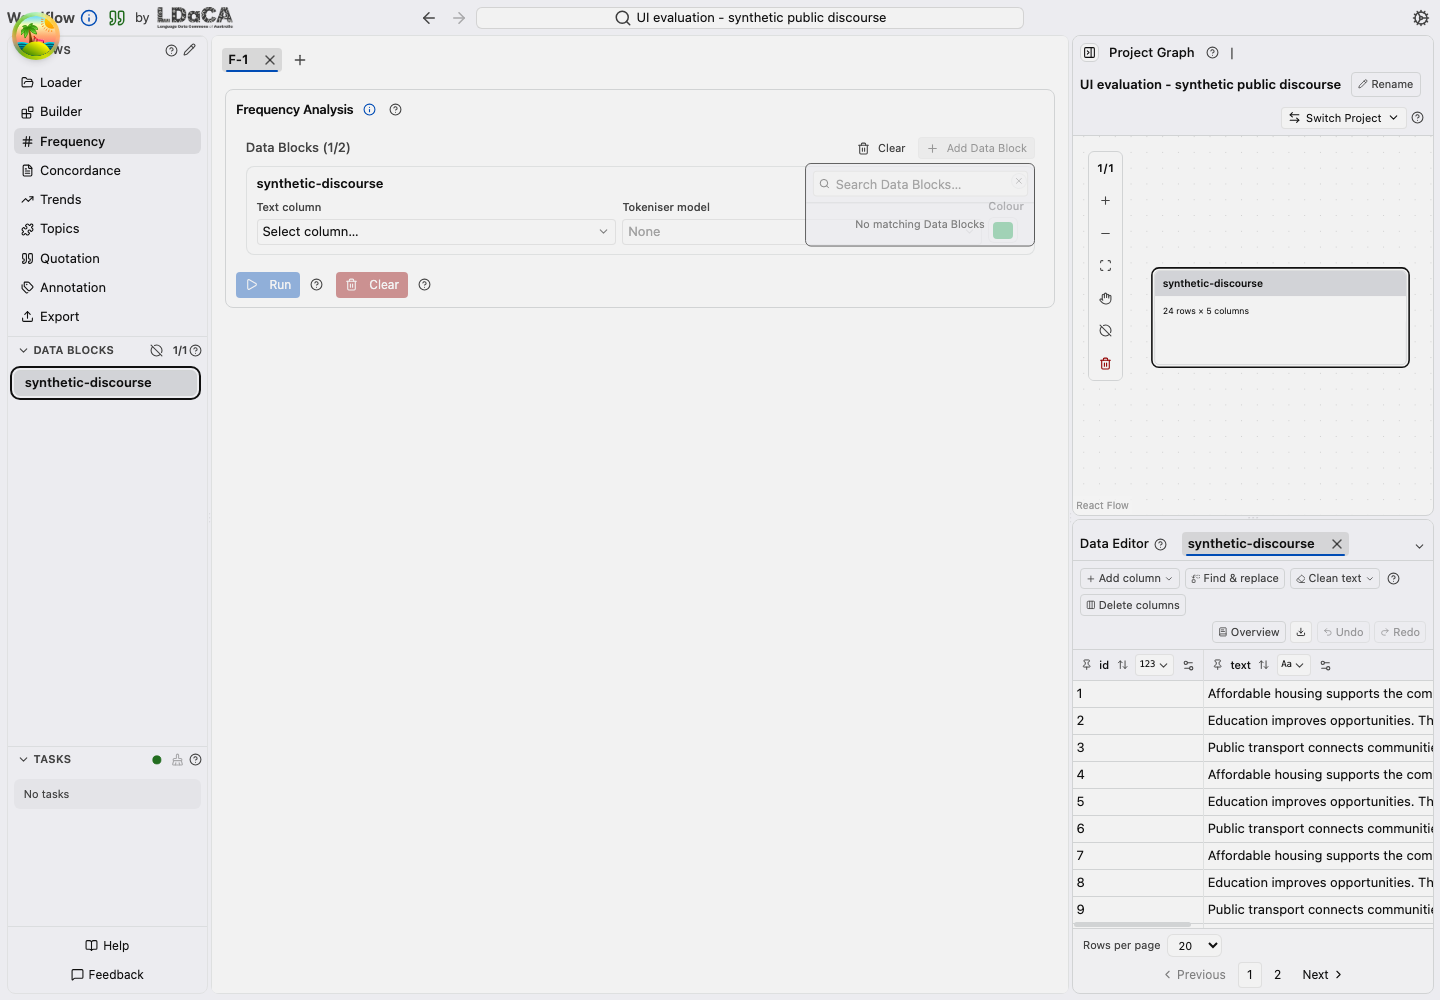 flow by LDaCA
UI evaluation - synthetic public discourse
WS
Loader
Builder
Frequency
Concordance
Trends
Topics
Quotation
Annotation
Export
DATA BLOCKS 1/1
synthetic-discourse
TASKS
No tasks
Help
Feedback
F-1
Frequency Analysis
Data Blocks (1/2) Clear Add Data Block
synthetic-discourse
Search Data Blocks...
Text column Tokeniser model Colour
Select column... None
No matching Data Blocks
Run Clear
Project Graph
UI evaluation - synthetic public discourse Rename
Switch Project
1/1
synthetic-discourse
24 rows × 5 columns
React Flow
Data Editor synthetic-discourse
Add column Find & replace Clean text
Delete columns
Overview Undo Redo
id 123 text Aa
1 Affordable housing supports the com
2 Education improves opportunities. Th
3 Public transport connects communitie
4 Affordable housing supports the com
5 Education improves opportunities. Th
6 Public transport connects communitie
7 Affordable housing supports the com
8 Education improves opportunities. Th
9 Public transport connects communitie
Rows per page 20
Previous 1 2 Next